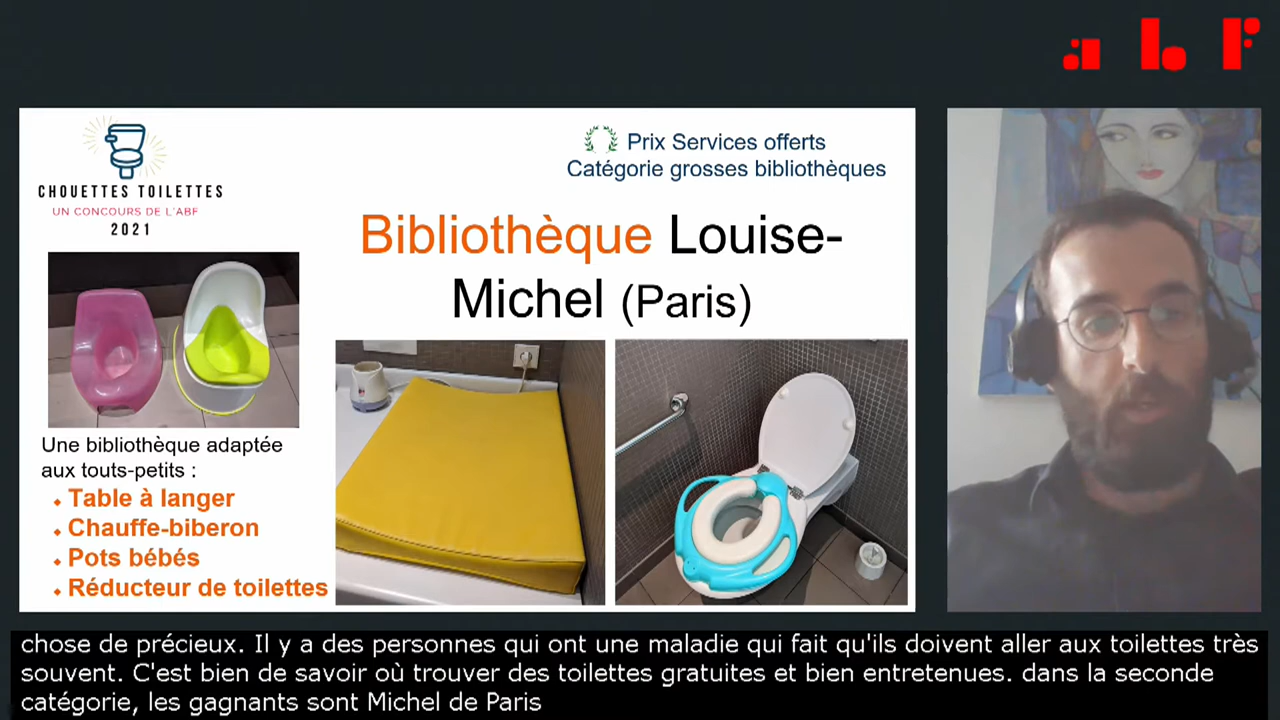 abf
CHOUETTES TOILETTES
UN CONCOURS DE L'ABF
2021
Prix Services offerts
Catégorie grosses bibliothèques
Bibliothèque Louise-
Michel (Paris)
Une bibliothèque adaptée
aux touts-petits :
Table à langer
Chauffe-biberon
Pots bébés
Réducteur de toilettes
chose de précieux. Il y a des personnes qui ont une maladie qui fait qu'ils doivent aller aux toilettes très
souvent. C'est bien de savoir où trouver des toilettes gratuites et bien entretenues. dans la seconde
catégorie, les gagnants sont Michel de Paris